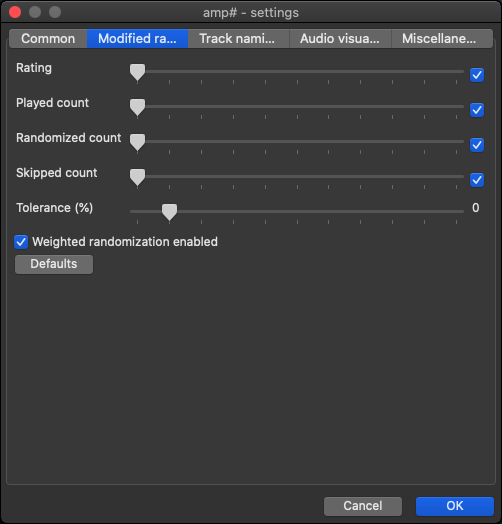 amp# - settings
Common Modified ra... Track nami... Audio visua... Miscellane...
Rating
Played count
Randomized count
Skipped count
Tolerance (%) 0
Weighted randomization enabled
Defaults
Cancel OK